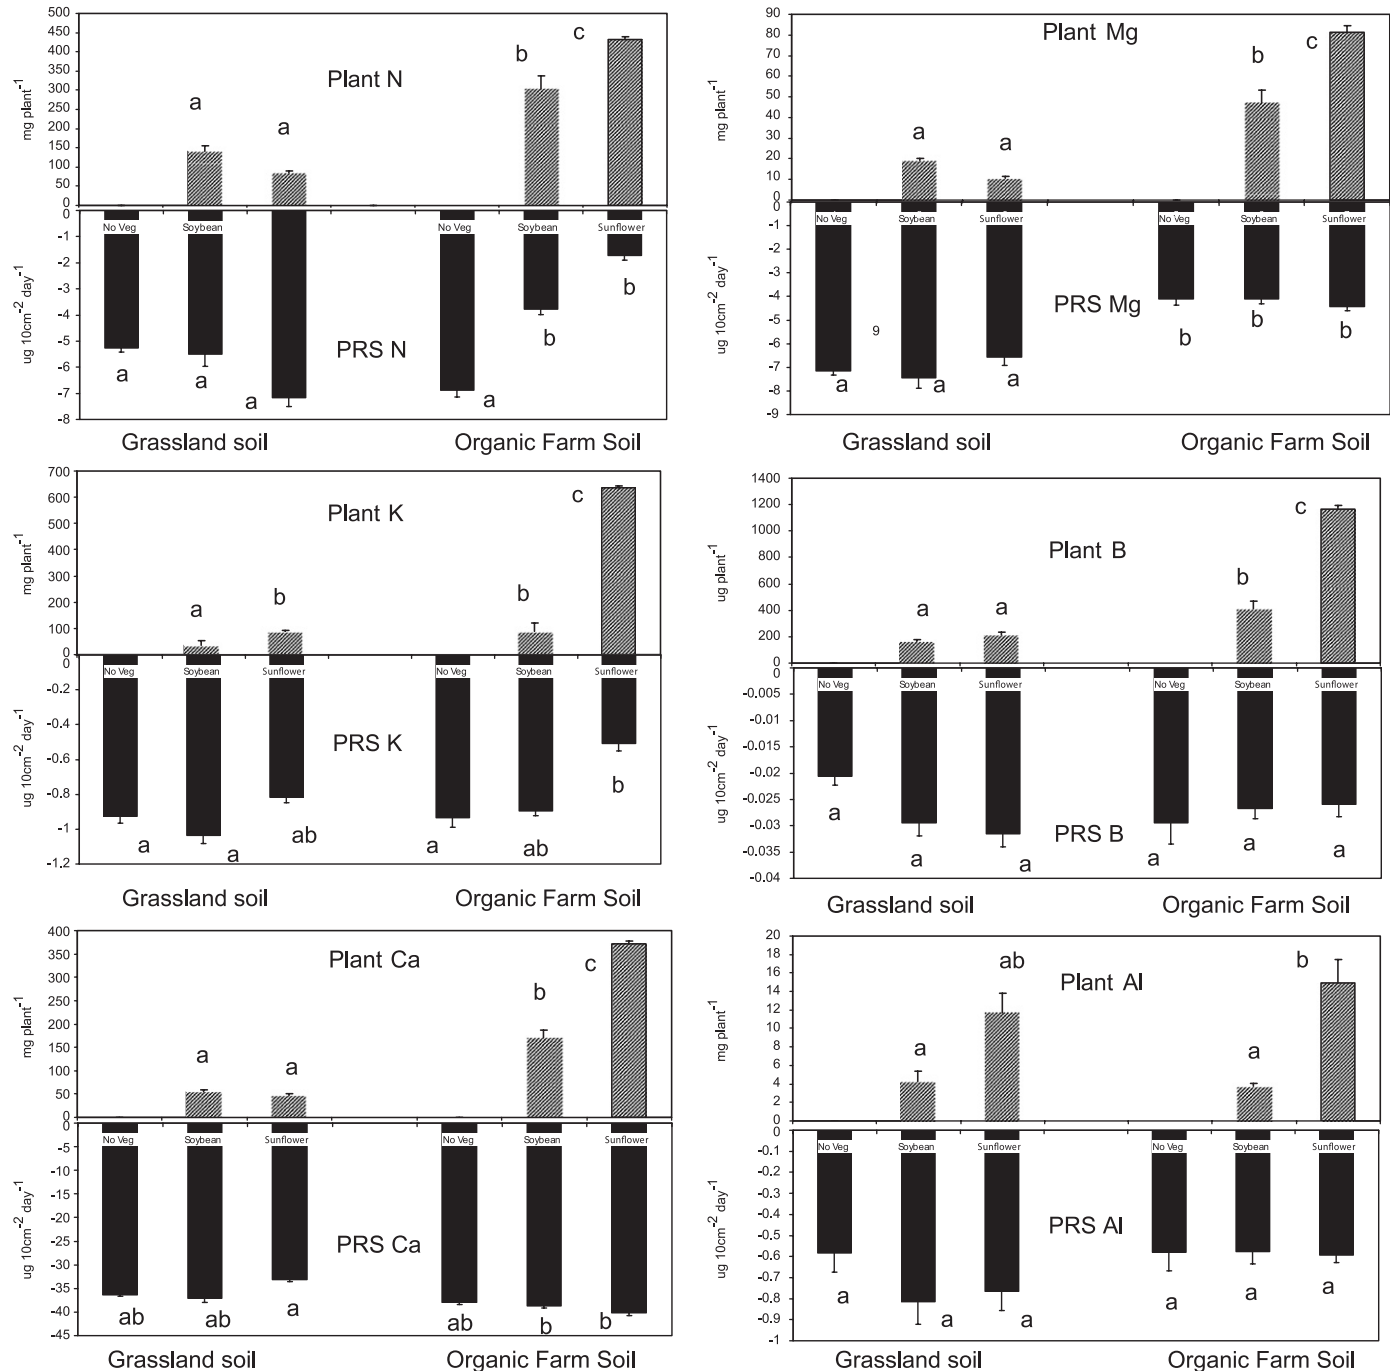 Plant N
mg plant-1
500
450
400
350
300
250
200
150
100
50
0
a
a
b
c
0
-1
-2
-3
-4
-5
-6
-7
-8
ug 10cm-2 day-1
No Veg
Soybean
No Veg
Soybean
Sunflower
PRS N
a
a
a
a
b
b
Grassland soil
Organic Farm Soil
Plant Mg
mg plant-1
90
80
70
60
50
40
30
20
10
0
a
a
b
c
0
-1
-2
-3
-4
-5
-6
-7
-8
-9
ug 10cm-2 day-1
No Veg
Soybean
Sunflower
No Veg
Soybean
Sunflower
PRS Mg
9
a
a
a
b
b
b
Grassland soil
Organic Farm Soil
Plant K
mg plant-1
700
600
500
400
300
200
100
0
a
b
b
c
0
-0.2
-0.4
-0.6
-0.8
-1
-1.2
ug 10cm-2 day-1
No Veg
Soybean
Sunflower
No Veg
Soybean
Sunflower
PRS K
a
a
ab
a
ab
b
Grassland soil
Organic Farm Soil
Plant B
ug plant-1
1400
1200
1000
800
600
400
200
0
a
a
b
c
0
-0.005
-0.01
-0.015
-0.02
-0.025
-0.03
-0.035
-0.04
ug 10cm-2 day-1
No Veg
Soybean
Sunflower
No Veg
Soybean
Sunflower
PRS B
a
a
a
a
a
a
Grassland soil
Organic Farm Soil
Plant Ca
mg plant-1
400
350
300
250
200
150
100
50
0
a
a
b
c
0
-5
-10
-15
-20
-25
-30
-35
-40
-45
ug 10cm-2 day-1
No Veg
Soybean
Sunflower
No Veg
Soybean
Sunflower
PRS Ca
ab
ab
a
ab
b
b
Grassland soil
Organic Farm Soil
Plant Al
mg plant-1
20
18
16
14
12
10
8
6
4
2
0
a
ab
a
b
0
-0.1
-0.2
-0.3
-0.4
-0.5
-0.6
-0.7
-0.8
-0.9
-1
ug 10cm-2 day-1
No Veg
Soybean
Sunflower
No Veg
Soybean
Sunflower
PRS Al
a
a
a
a
a
a
Grassland soil
Organic Farm Soil